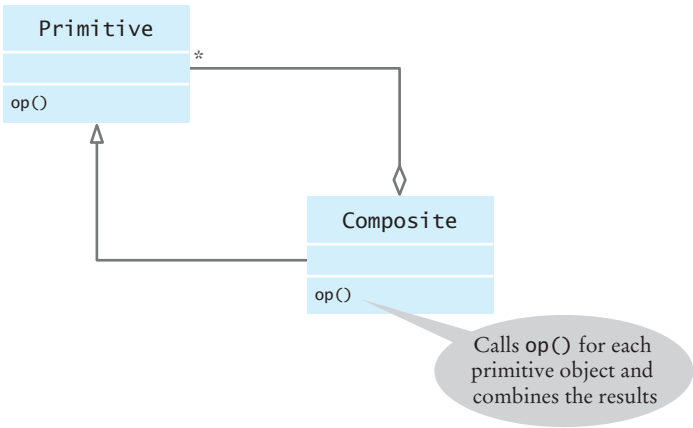 Primitive
*
op()
Composite
op()
Calls op() for each
primitive object and
combines the results